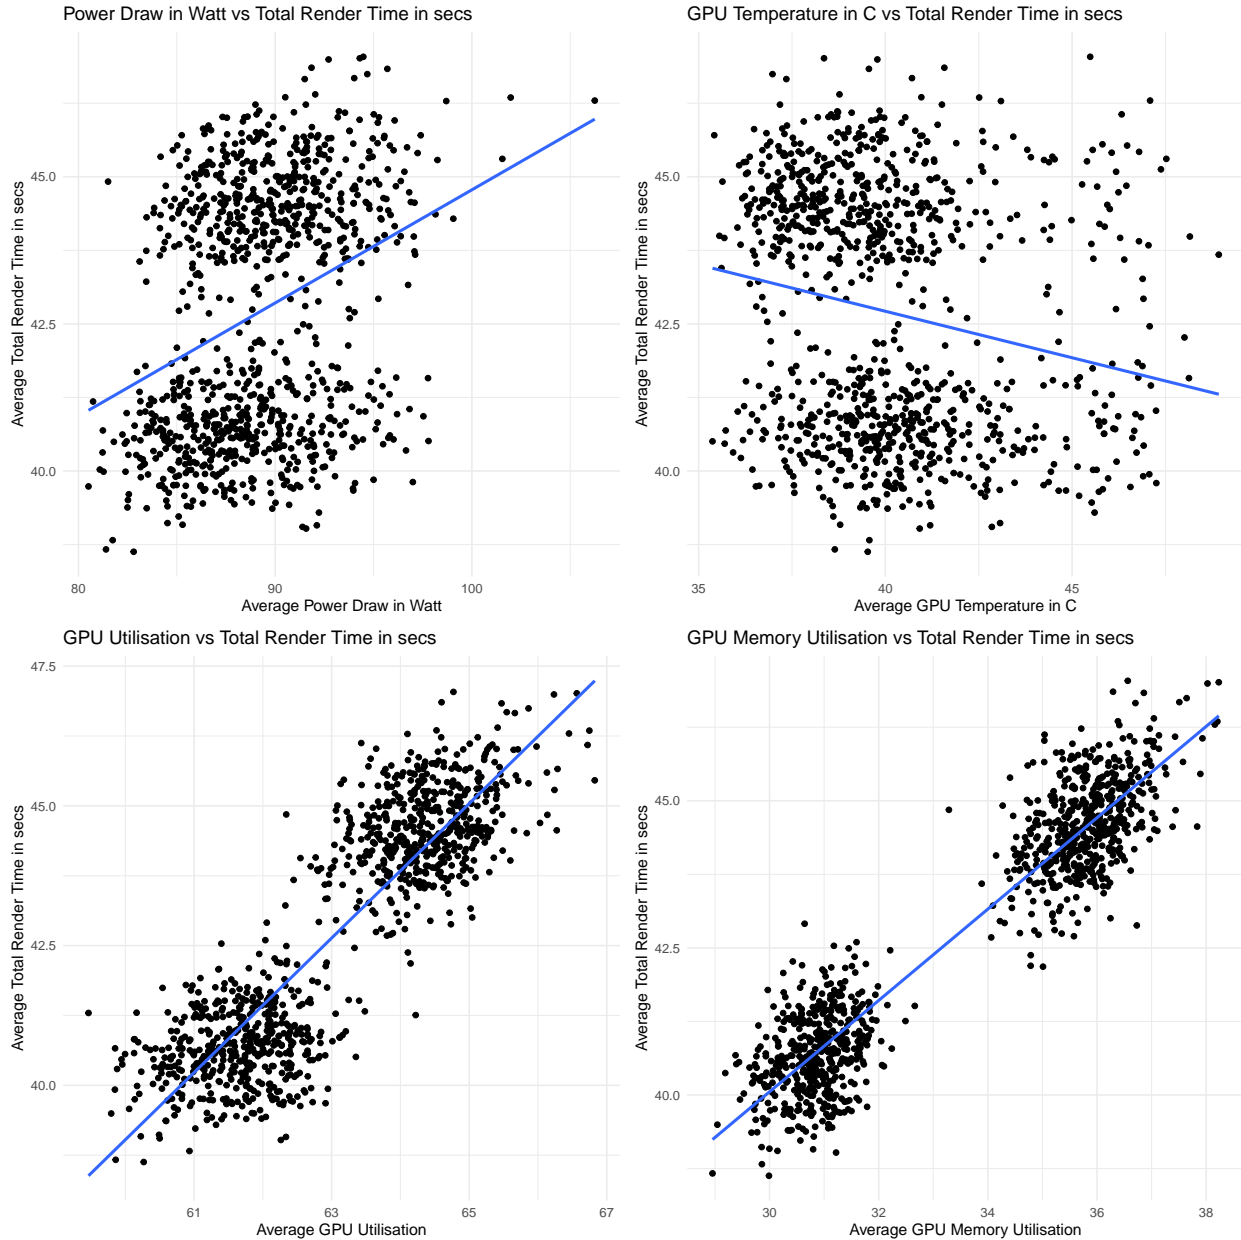 Power Draw in Watt vs Total Render Time in secs
Average Total Render Time in secs
45.0
42.5
40.0
80
90
100
Average Power Draw in Watt
GPU Temperature in C vs Total Render Time in secs
Average Total Render Time in secs
45.0
42.5
40.0
35
40
45
Average GPU Temperature in C
GPU Utilisation vs Total Render Time in secs
Average Total Render Time in secs
47.5
45.0
42.5
40.0
61
63
65
67
Average GPU Utilisation
GPU Memory Utilisation vs Total Render Time in secs
Average Total Render Time in secs
45.0
42.5
40.0
30
32
34
36
38
Average GPU Memory Utilisation